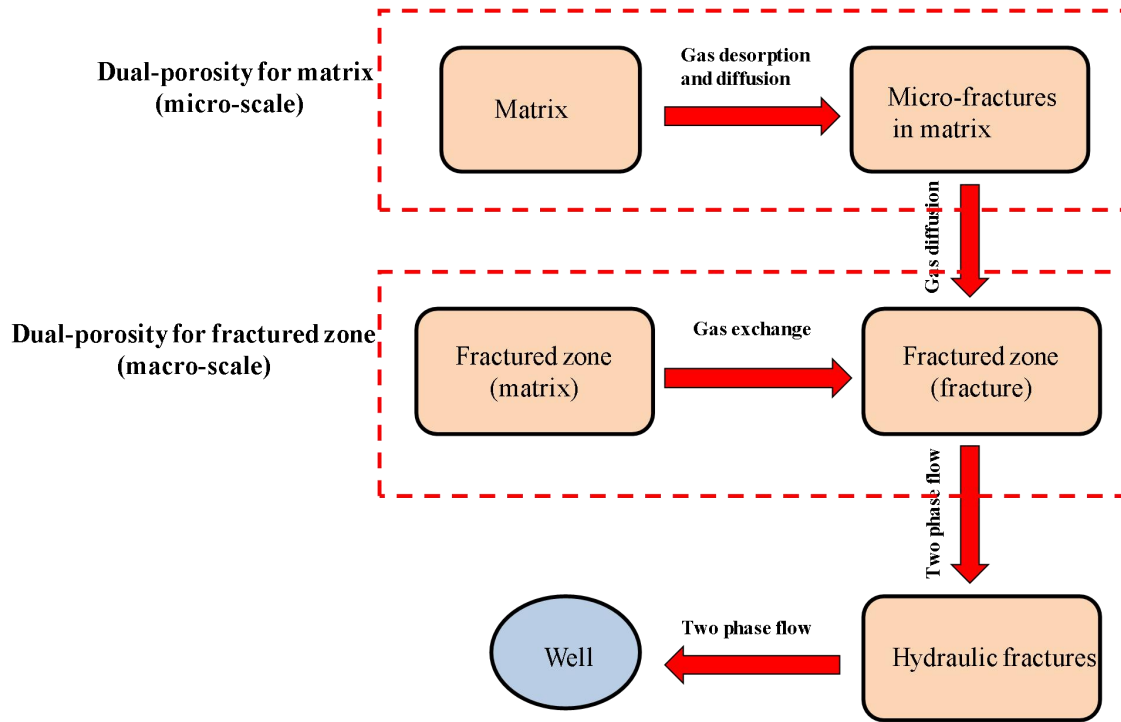 Dual-porosity for matrix
(micro-scale)
Matrix
Gas desorption
and diffusion
Micro-fractures
in matrix
Gas diffusion
Dual-porosity for fractured zone
(macro-scale)
Fractured zone
(matrix)
Gas exchange
Fractured zone
(fracture)
Two phase flow
Well
Two phase flow
Hydraulic fractures